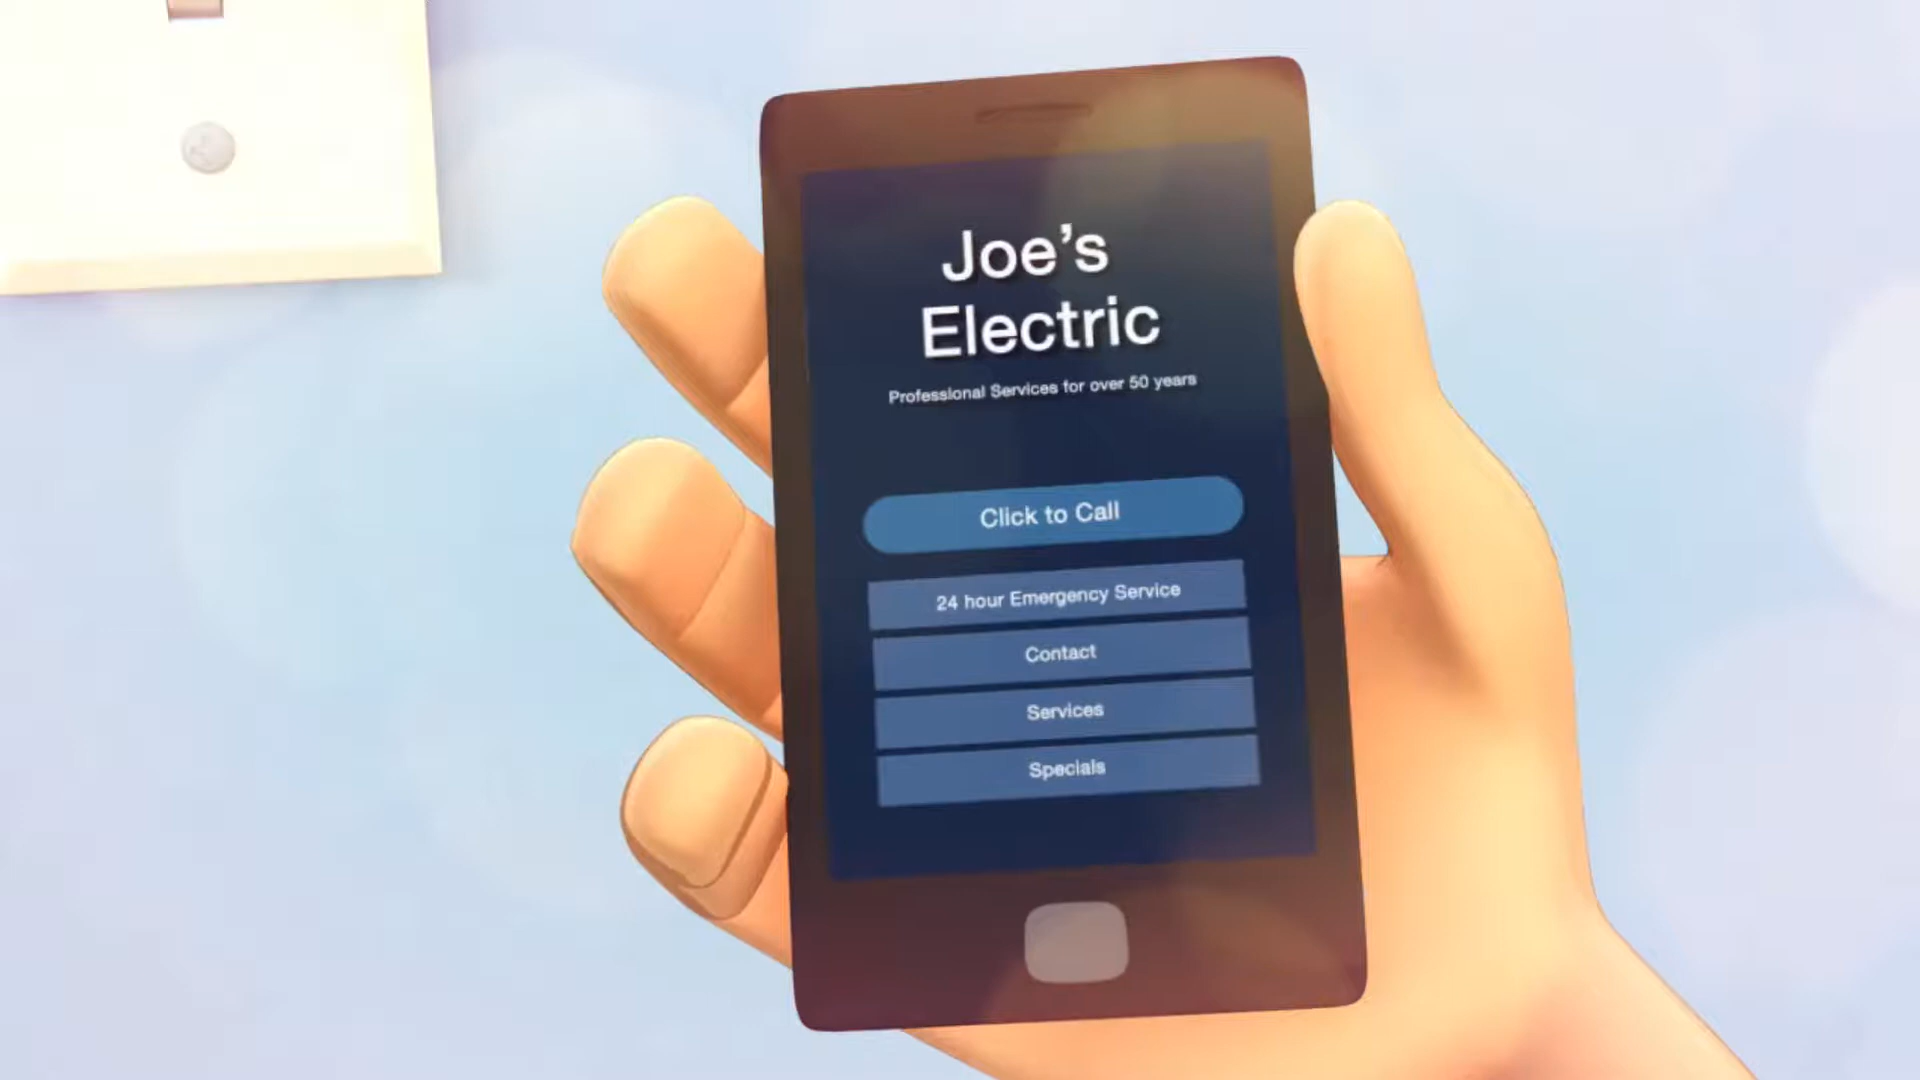 Joe’s
Electric
Professional Services for over 50 years
Click to Call
24 hour Emergency Service
Contact
Services
Specials